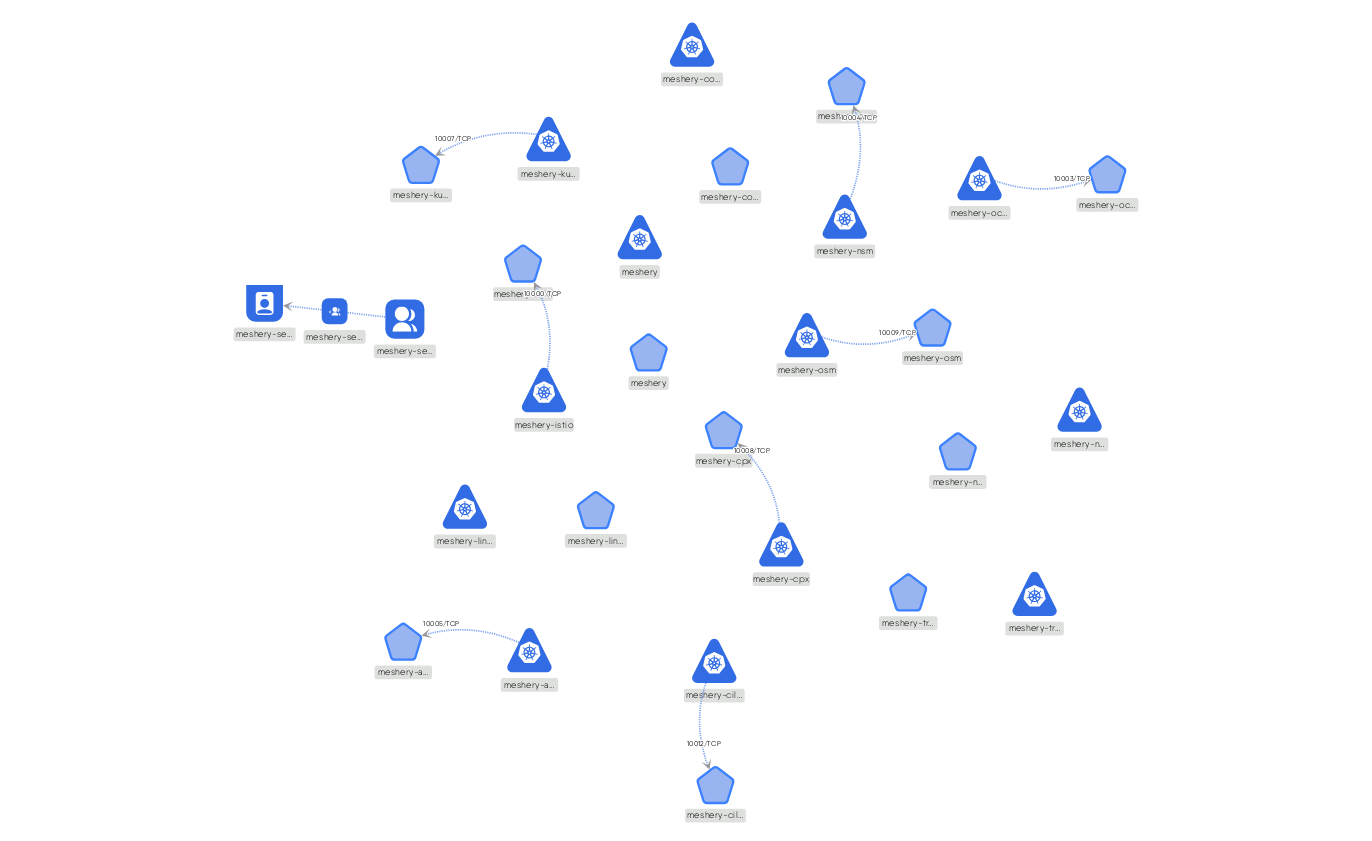 meshery-co...
10004/TCP
10007/TCP
meshery-ku...
meshery-ku...
meshery-co...
10003/TCP
meshery-oc...
meshery-oc...
meshery-nsm
meshery
10000/TCP
meshery-se...
meshery-se...
meshery-se...
10009/TCP
meshery-osm
meshery-osm
meshery
meshery-istio
meshery-n...
10008/TCP
meshery-cpx
meshery-n...
meshery-lin...
meshery-lin...
meshery-cpx
meshery-tr...
meshery-tr...
10005/TCP
meshery-a...
meshery-a...
meshery-cil...
10012/TCP
meshery-cil...